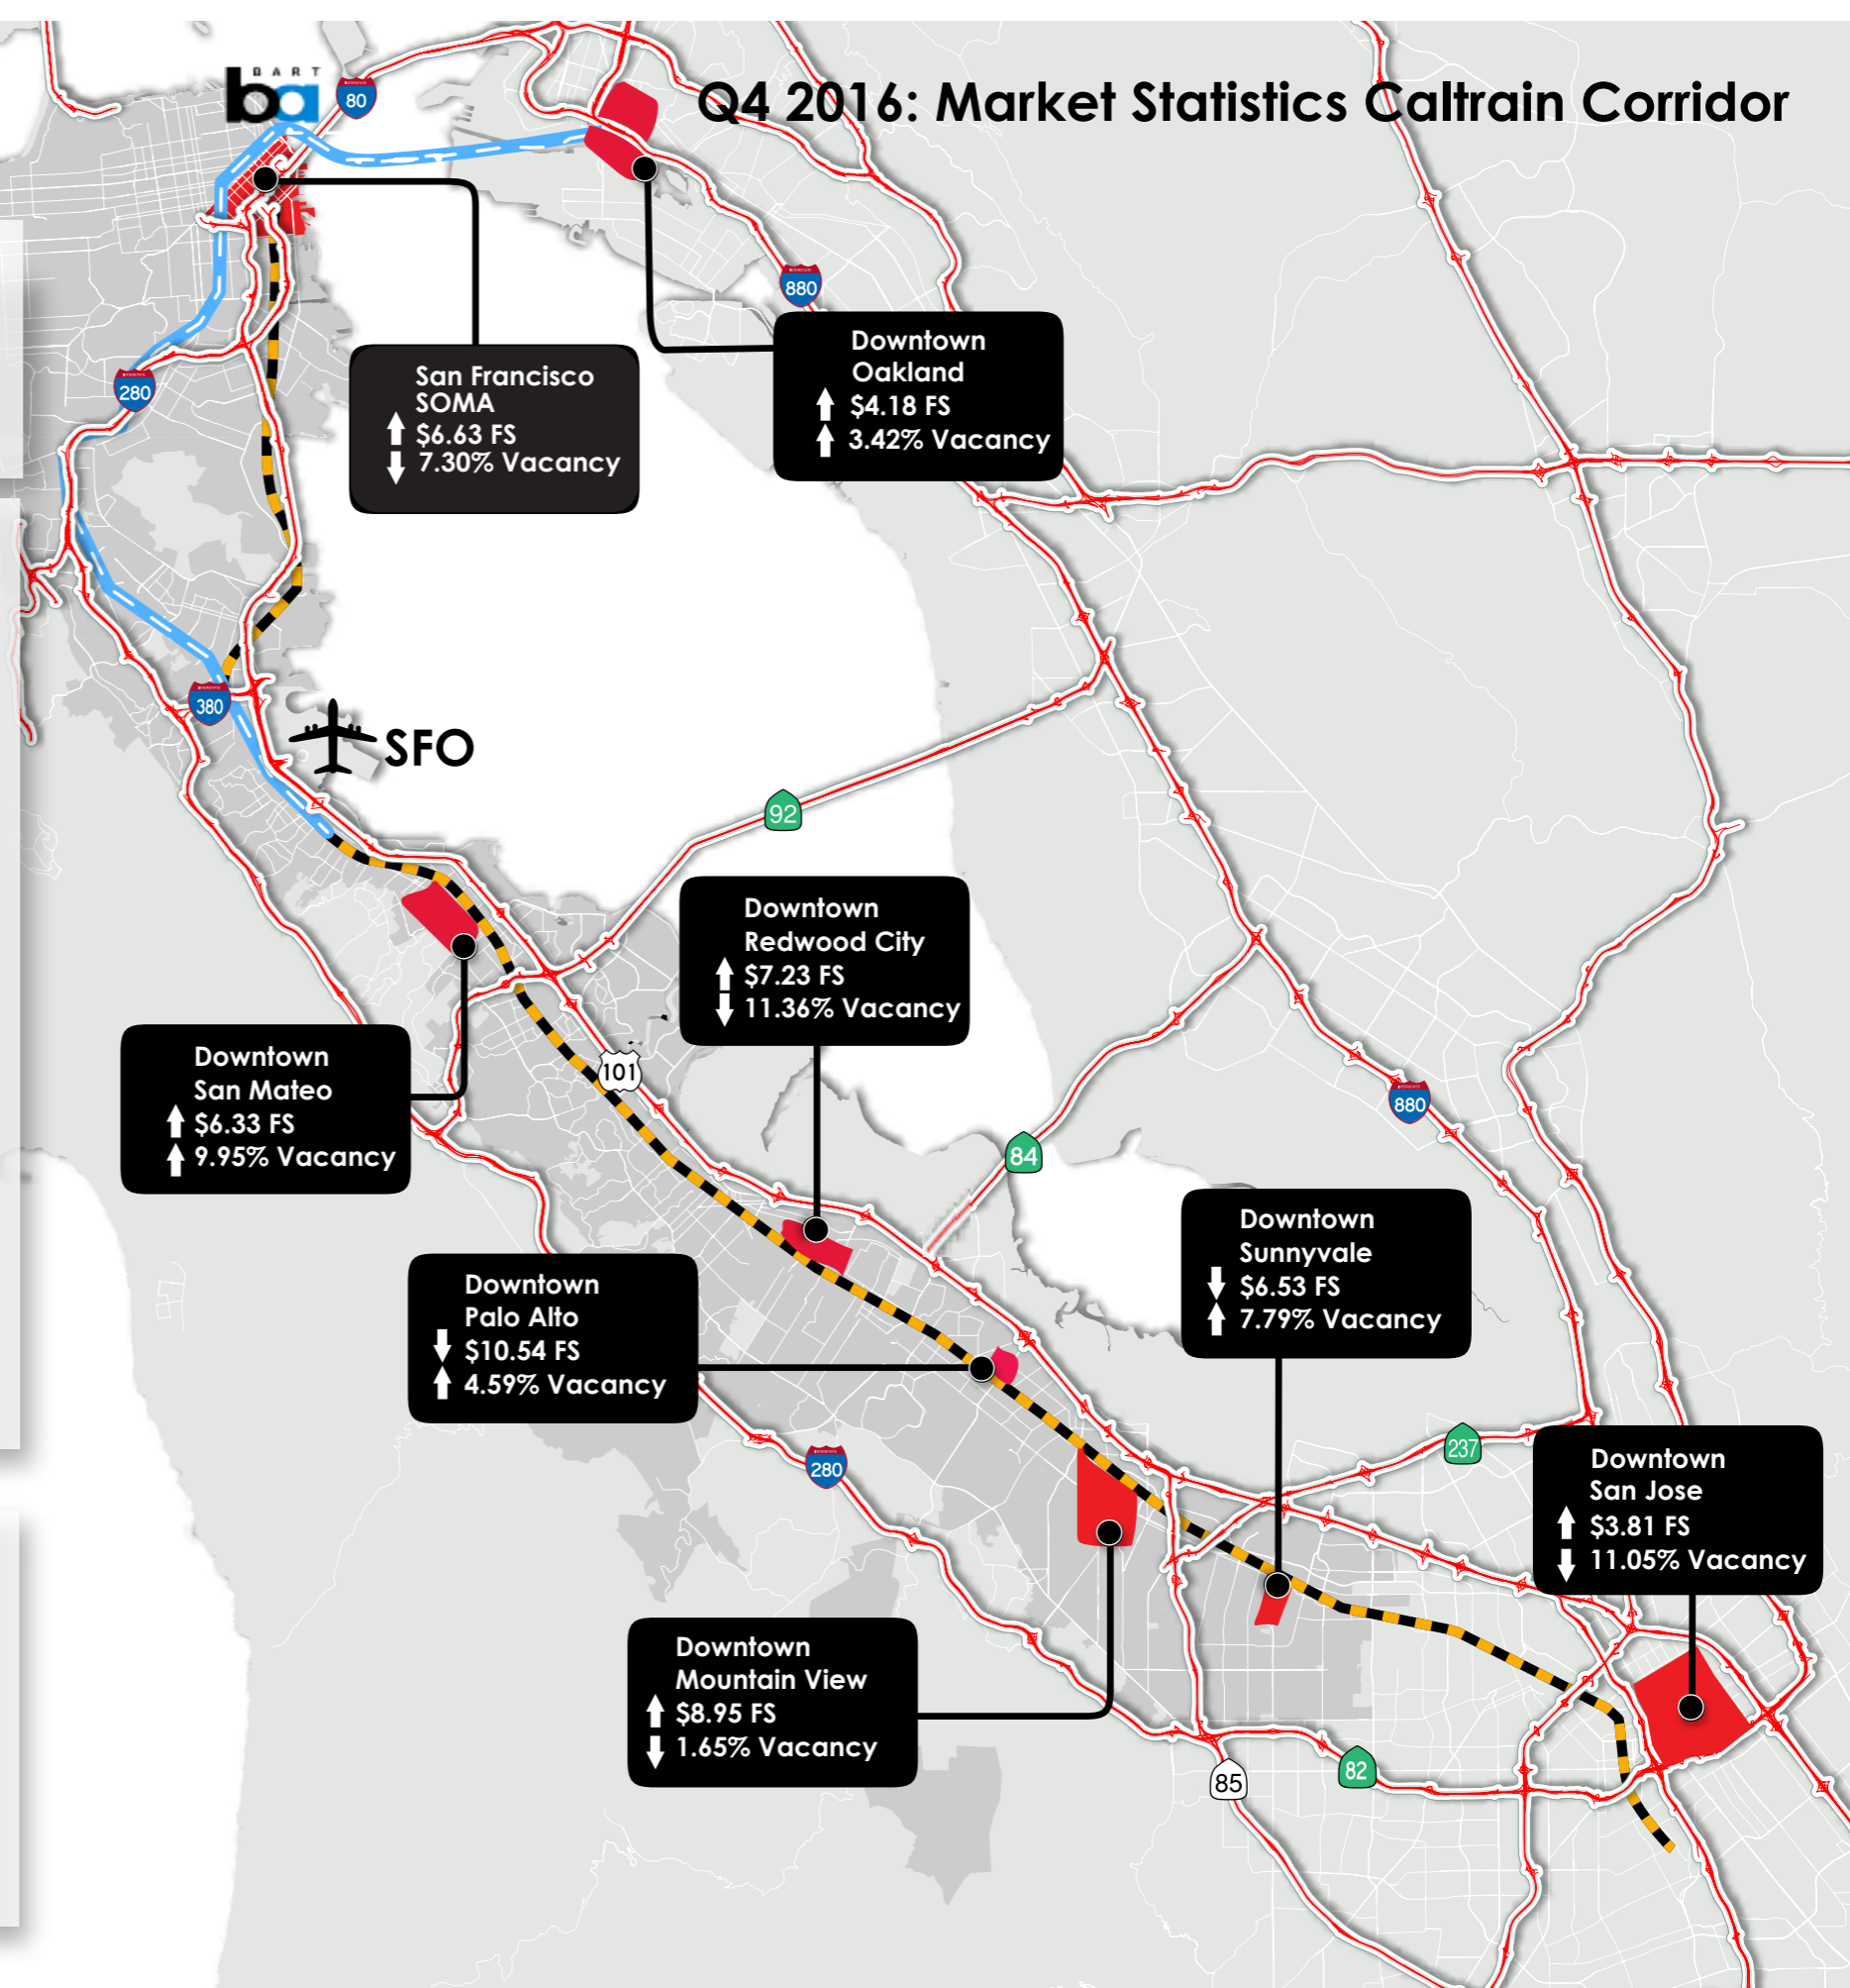 BART
ba
80
Q4 2016: Market Statistics Caltrain Corridor
880
280
San Francisco
SOMA
$6.63 FS
7.30% Vacancy
Downtown
Oakland
$4.18 FS
3.42% Vacancy
380
SFO
92
Downtown
Redwood City
$7.23 FS
11.36% Vacancy
Downtown
San Mateo
$6.33 FS
9.95% Vacancy
101
880
84
Downtown
Sunnyvale
$6.53 FS
7.79% Vacancy
Downtown
Palo Alto
$10.54 FS
4.59% Vacancy
280
237
Downtown
San Jose
$3.81 FS
11.05% Vacancy
Downtown
Mountain View
$8.95 FS
1.65% Vacancy
85
82